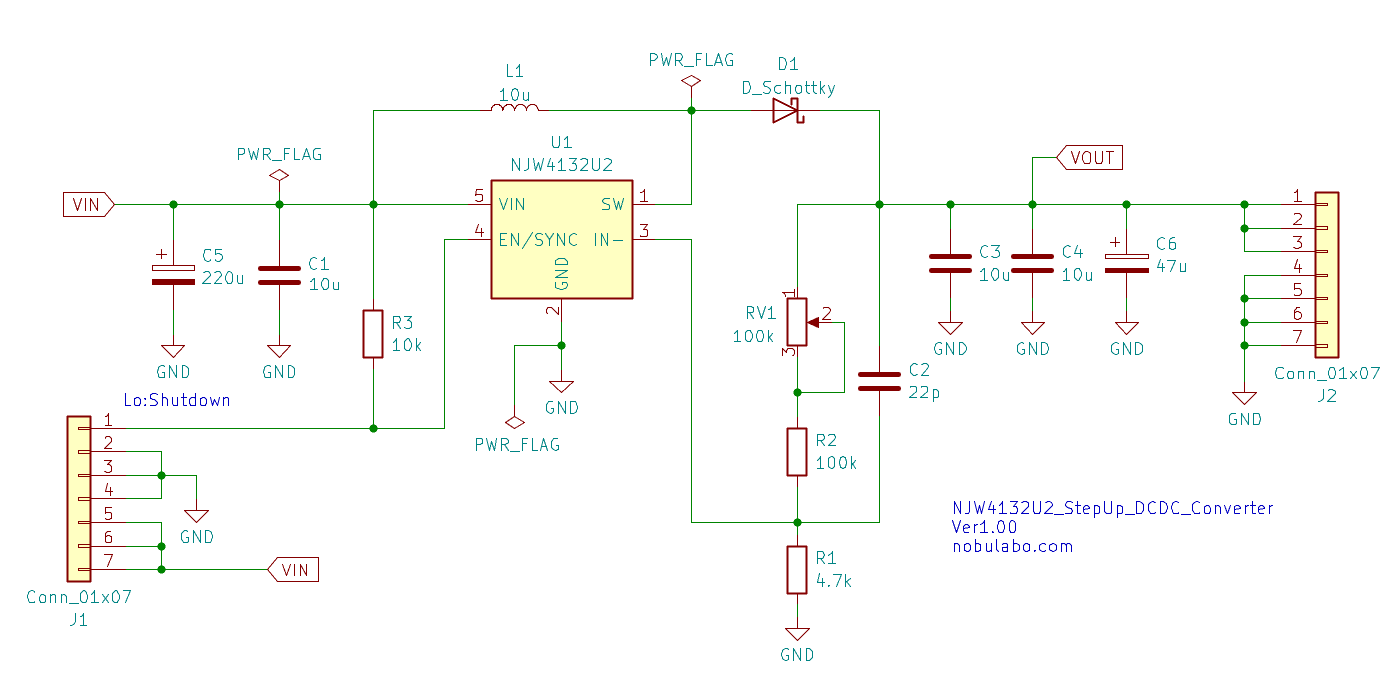 PWR_FLAG
D1
D_Schottky
L1
10u
U1
NJW4132U2
PWR_FLAG
VOUT
VIN
5
VIN
SW
1
4
EN/SYNC
IN-
3
GND
2
1
2
3
4
5
6
7
Conn_01x07
J2
GND
+
C5
220u
C1
10u
+
C6
47u
C3
10u
C4
10u
GND
GND
GND
R3
10k
RV1
100k
1
2
3
GND
GND
GND
PWR_FLAG
C2
22p
Lo:Shutdown
1
2
3
4
5
6
7
GND
VIN
Conn_01x07
J1
R2
100k
R1
4.7k
GND
NJW4132U2_StepUp_DCDC_Converter
Ver1.00
nobulabo.com